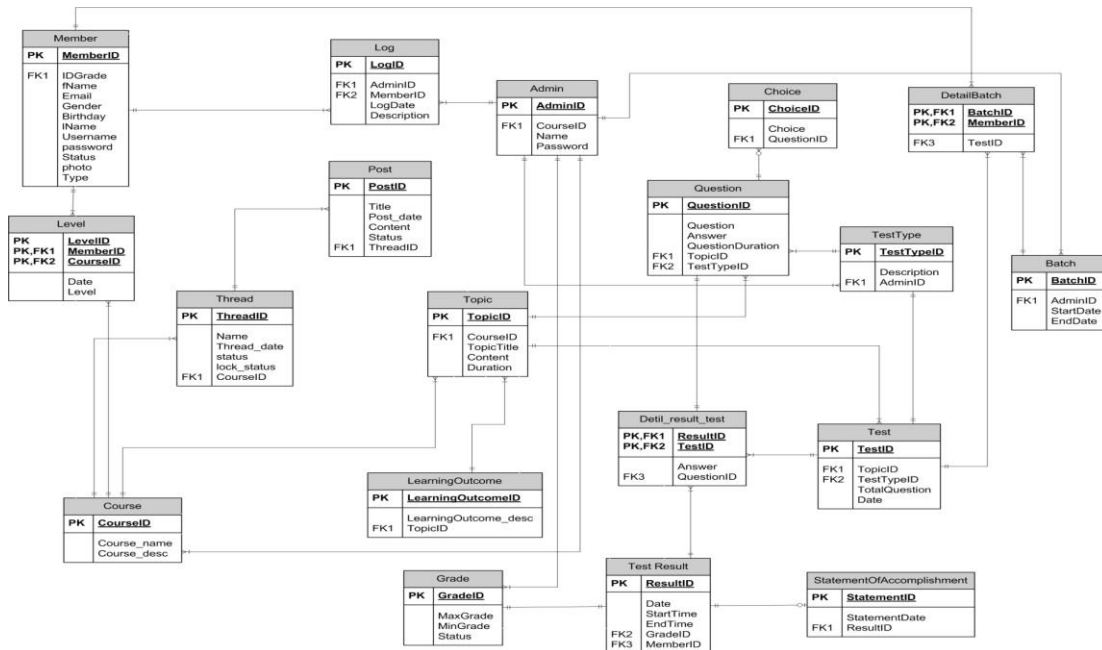 Member
PK MemberID
FK1 IDGrade
fName
Email
Gender
Birthday
lName
Username
password
Status
photo
Type
Log
PK LogID
FK1 AdminID
FK2 MemberID
LogDate
Description
Admin
PK AdminID
FK1 CourseID
Name
Password
Choice
PK ChoiceID
Choice
FK1 QuestionID
DetailBatch
PK,FK1 BatchID
PK,FK2 MemberID
FK3 TestID
Post
PK PostID
Title
Post_date
Content
Status
FK1 ThreadID
Question
PK QuestionID
Question
Answer
QuestionDuration
FK1 TopicID
FK2 TestTypeID
Level
PK LevelID
PK,FK1 MemberID
PK,FK2 CourseID
Date
Level
TestType
PK TestTypeID
Description
FK1 AdminID
Batch
PK BatchID
FK1 AdminID
StartDate
EndDate
Thread
PK ThreadID
Name
Thread_date
status
lock_status
FK1 CourseID
Topic
PK TopicID
FK1 CourseID
TopicTitle
Content
Duration
Detil_result_test
PK,FK1 ResultID
PK,FK2 TestID
Answer
FK3 QuestionID
Test
PK TestID
FK1 TopicID
FK2 TestTypeID
TotalQuestion
Date
LearningOutcome
PK LearningOutcomeID
LearningOutcome_desc
FK1 TopicID
Course
PK CourseID
Course_name
Course_desc
Grade
PK GradeID
MaxGrade
MinGrade
Status
Test Result
PK ResultID
Date
StartTime
EndTime
FK2 GradeID
FK3 MemberID
StatementOfAccomplishment
PK StatementID
StatementDate
FK1 ResultID